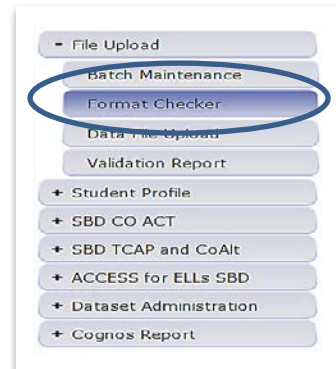 - File Upload
Batch Maintenance
Format Checker
Data File Upload
Validation Report
+ Student Profile
+ SBD CO ACT
+ SBD TCAP and CoAlt
+ ACCESS for ELLs SBD
+ Dataset Administration
+ Cognos Report